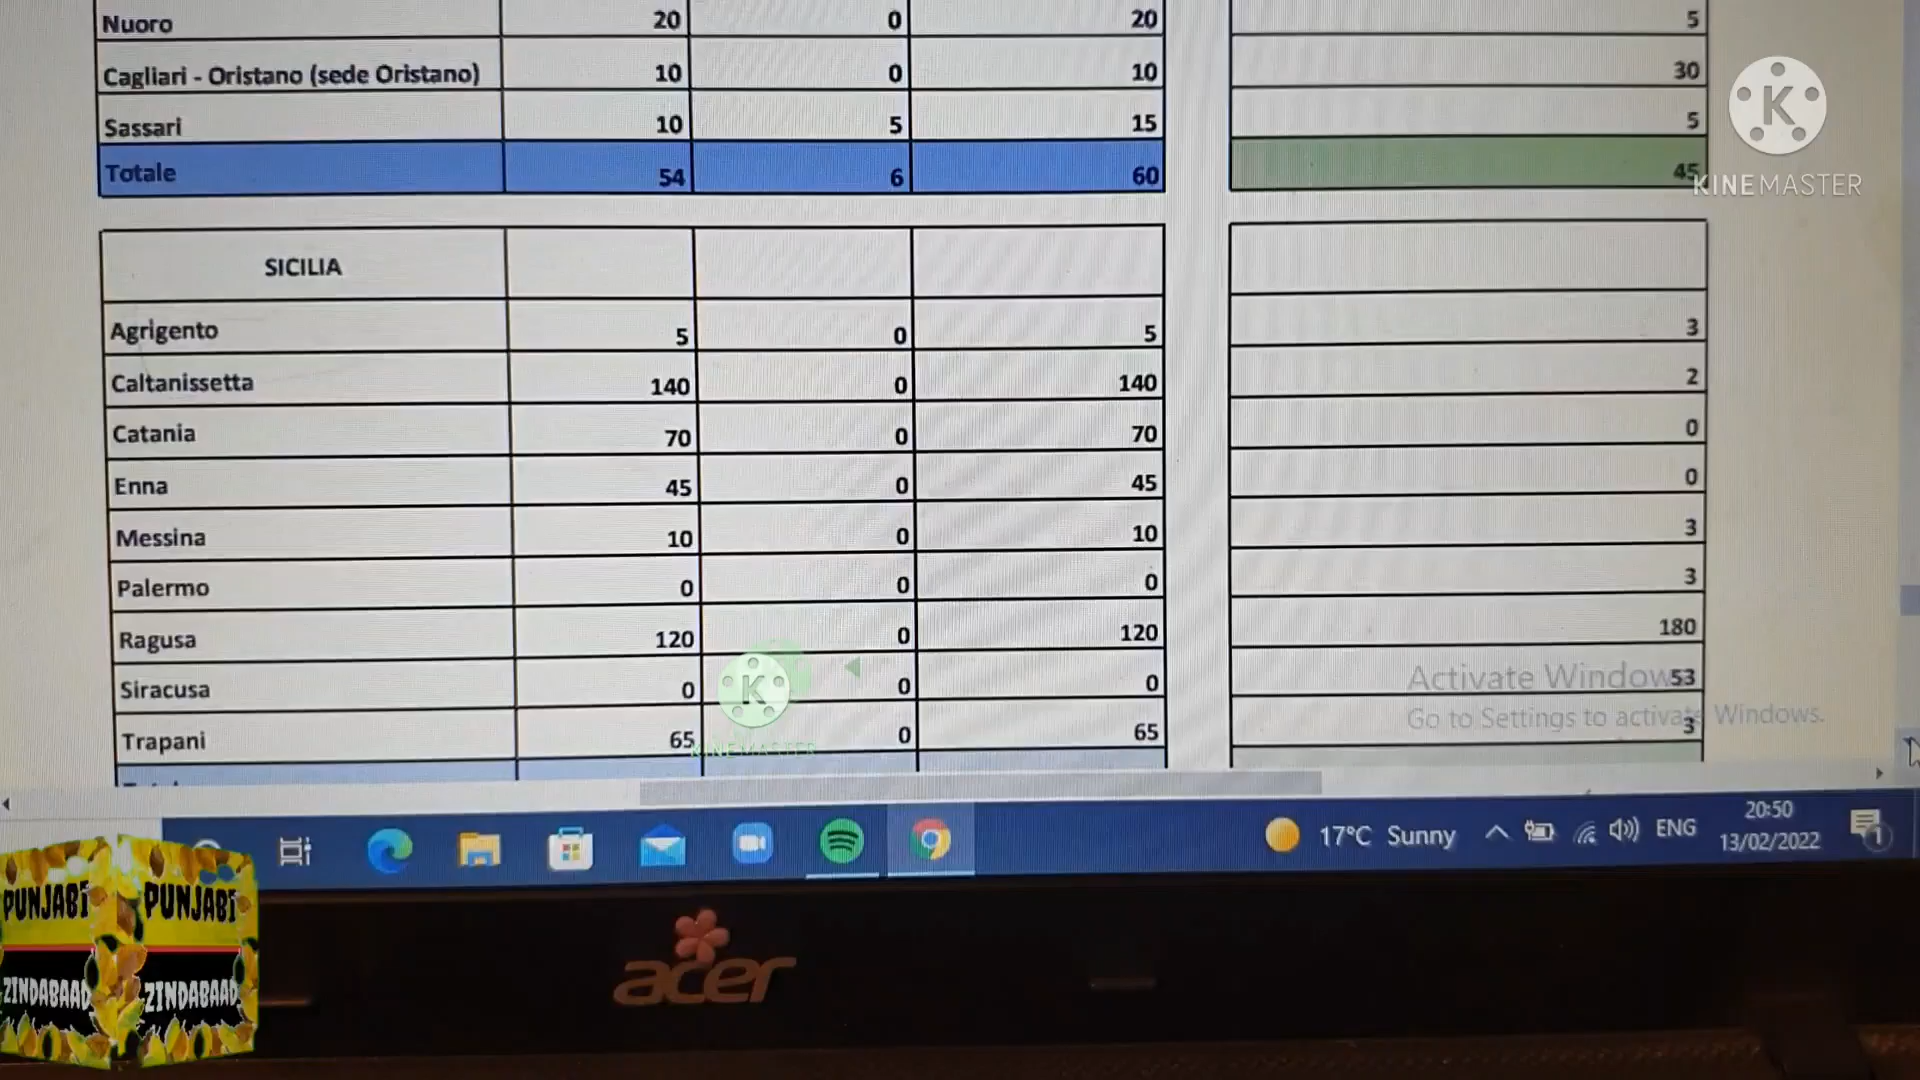 Nuoro 20 0 20 5
Cagliari - Oristano (sede Oristano) 10 0 10 30
Sassari 10 5 15 5
Totale 54 6 60 45
KINEMASTER
SICILIA
Agrigento 5 0 5 3
Caltanissetta 140 0 140 2
Catania 70 0 70 0
Enna 45 0 45 0
Messina 10 0 10 3
Palermo 0 0 0 3
Ragusa 120 0 120 180
Siracusa 0 0 0 53
Activate Windows
Trapani 65 0 65 3
Go to Settings to activate Windows.
KINEMASTER
17°C Sunny
ENG
20:50
13/02/2022
1
PUNJABi PUNJABi
ZINDABAAD ZINDABAAD
acer